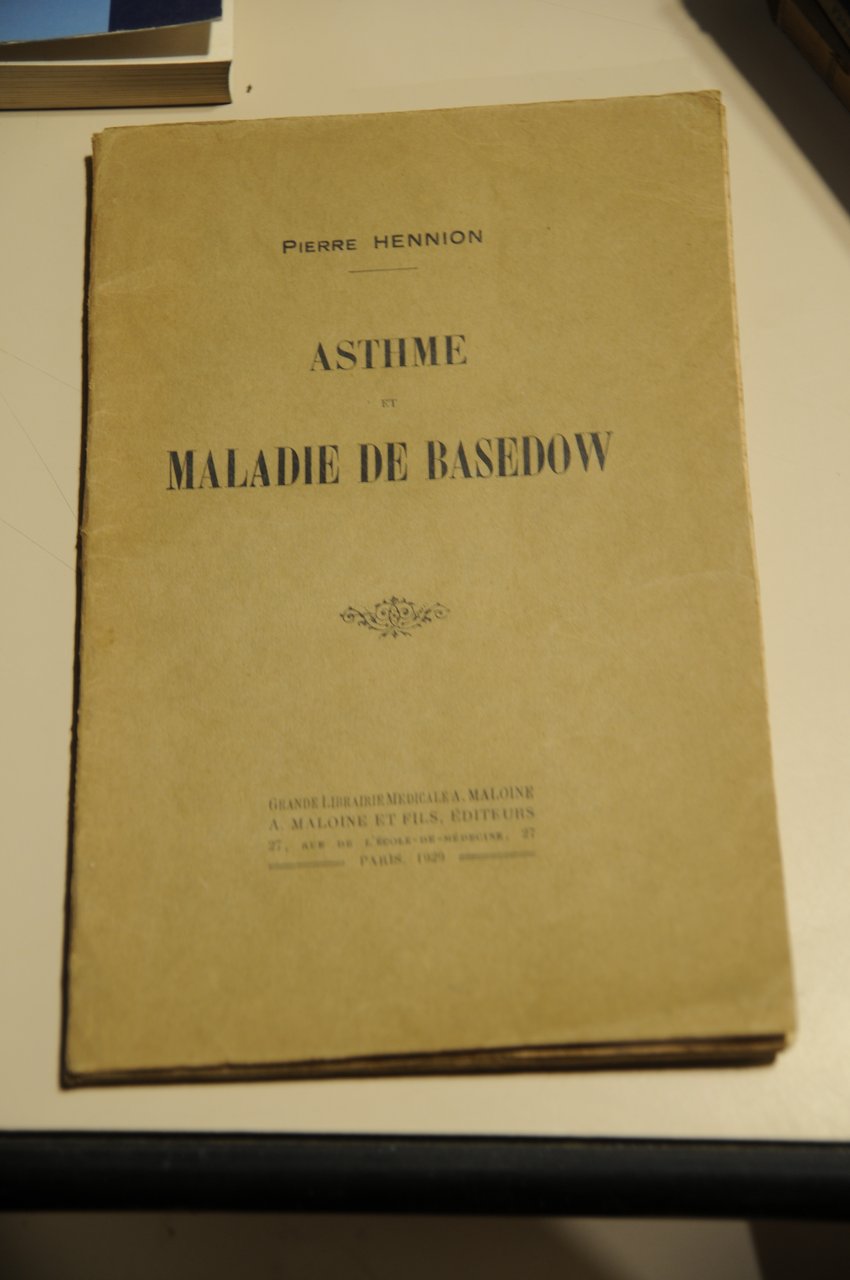 PIERRE HENNION
ASTHME
ET
MALADIE DE BASEDOW
GRANDE LIBRAIRIE MEDICALE A. MALOINE
A. MALOINE ET FILS, ÉDITEURS
27, RUE DE L'ÉCOLE-DE-MÉDECINE, 27
PARIS, 1929